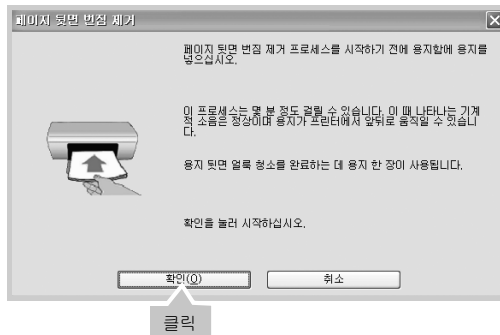 페이지 뒷면 번짐 제거
페이지 뒷면 번짐 제거 프로세스를 시작하기 전에 용지함에 용지를
넣으십시오.
이 프로세스는 몇 분 정도 걸릴 수 있습니다. 이 때 나타나는 기계
적 소음은 정상이며 용지가 프린터에서 앞뒤로 움직일 수 있습니
다.
용지 뒷면 얼룩 청소를 완료하는 데 용지 한 장이 사용됩니다.
확인을 눌러 시작하십시오.
확인(O) 취소
클릭